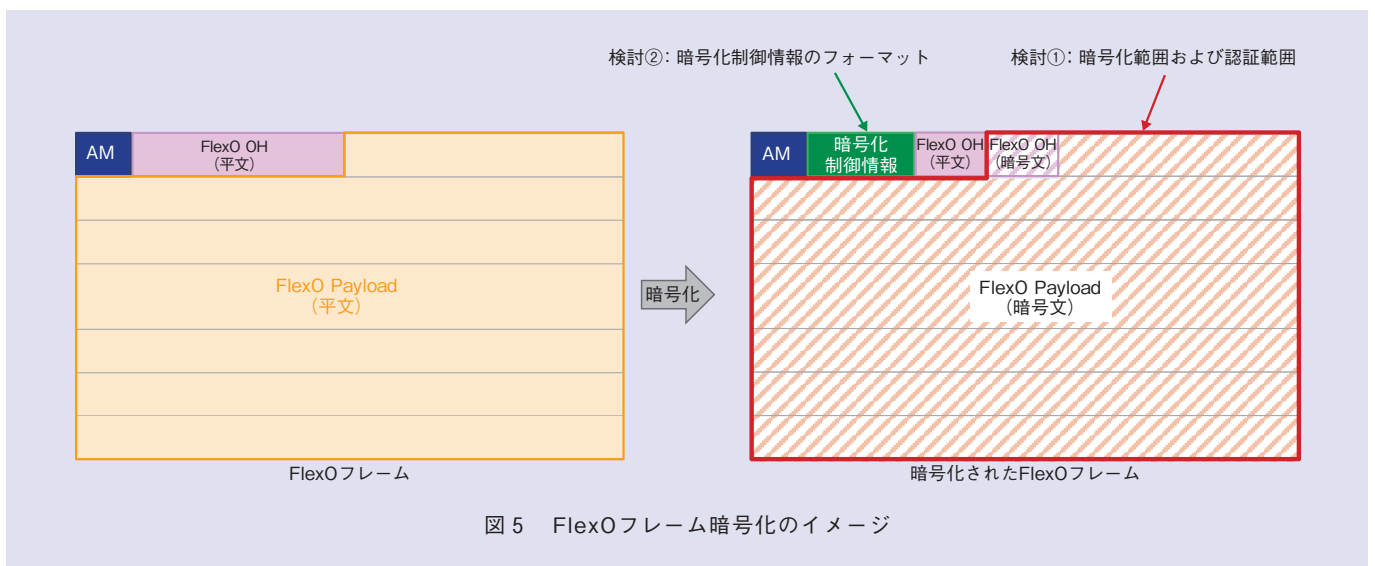 検討②：暗号化制御情報のフォーマット
検討①：暗号化範囲および認証範囲
AM
FlexO OH
（平文）
FlexO Payload
（平文）
FlexOフレーム
暗号化
AM
暗号化
制御情報
FlexO OH
（平文）
FlexO OH
（暗号文）
FlexO Payload
（暗号文）
暗号化されたFlexOフレーム
図5 FlexOフレーム暗号化のイメージ